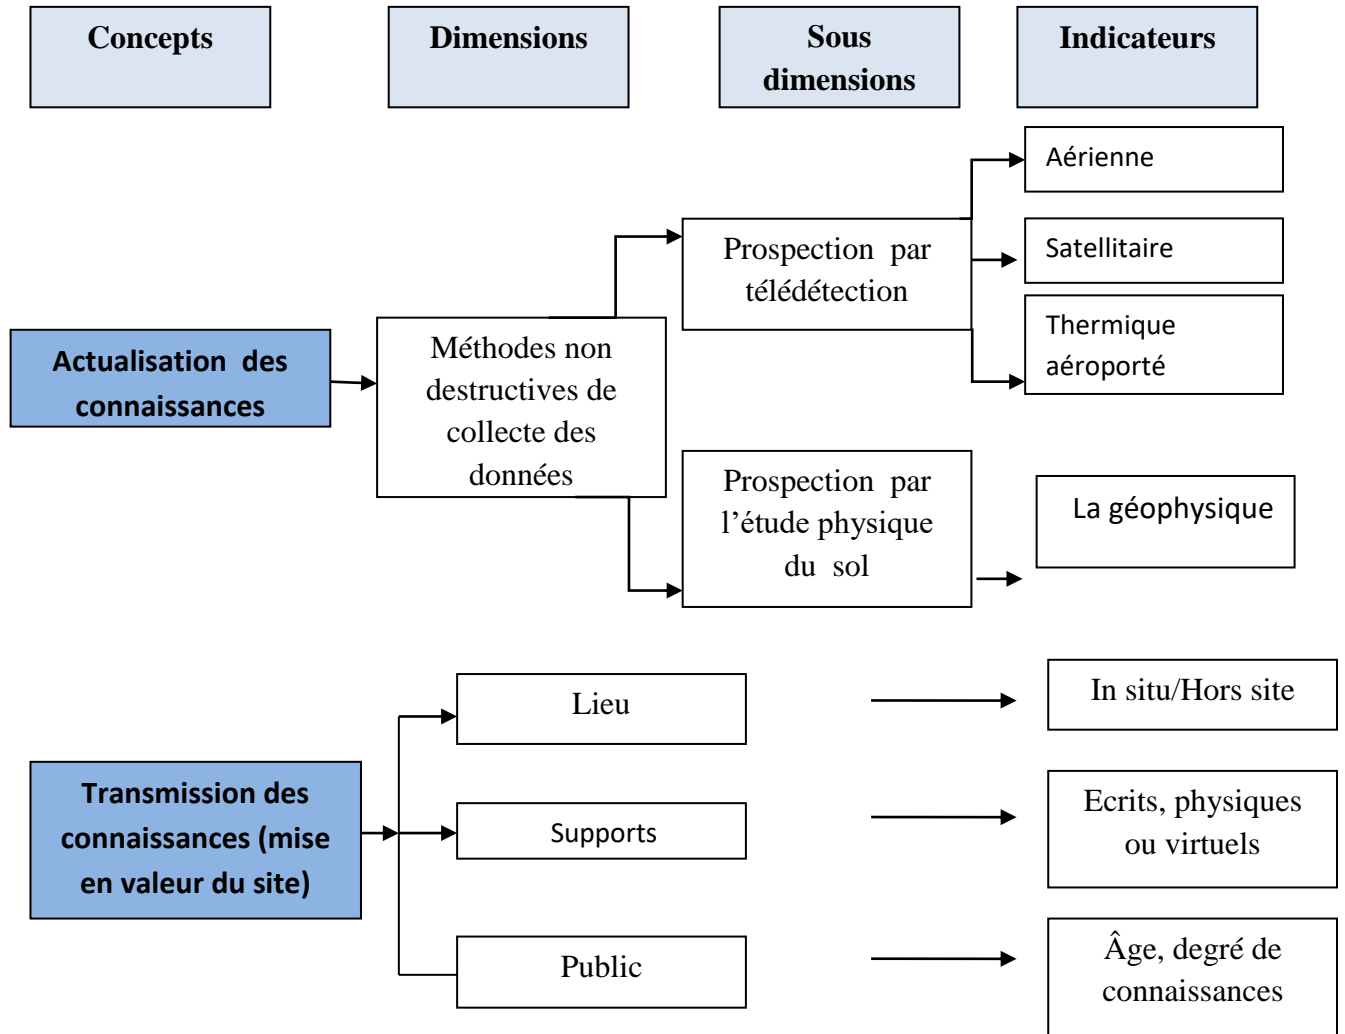 Concepts
Dimensions
Sous
dimensions
Indicateurs
Actualisation des
connaissances
Méthodes non
destructives de
collecte des
données
Prospection par
télédétection
Aérienne
Satellitaire
Thermique
aéroporté
Prospection par
l’étude physique
du sol
La géophysique
Transmission des
connaissances (mise
en valeur du site)
Lieu
In situ/Hors site
Supports
Ecrits, physiques
ou virtuels
Public
Âge, degré de
connaissances